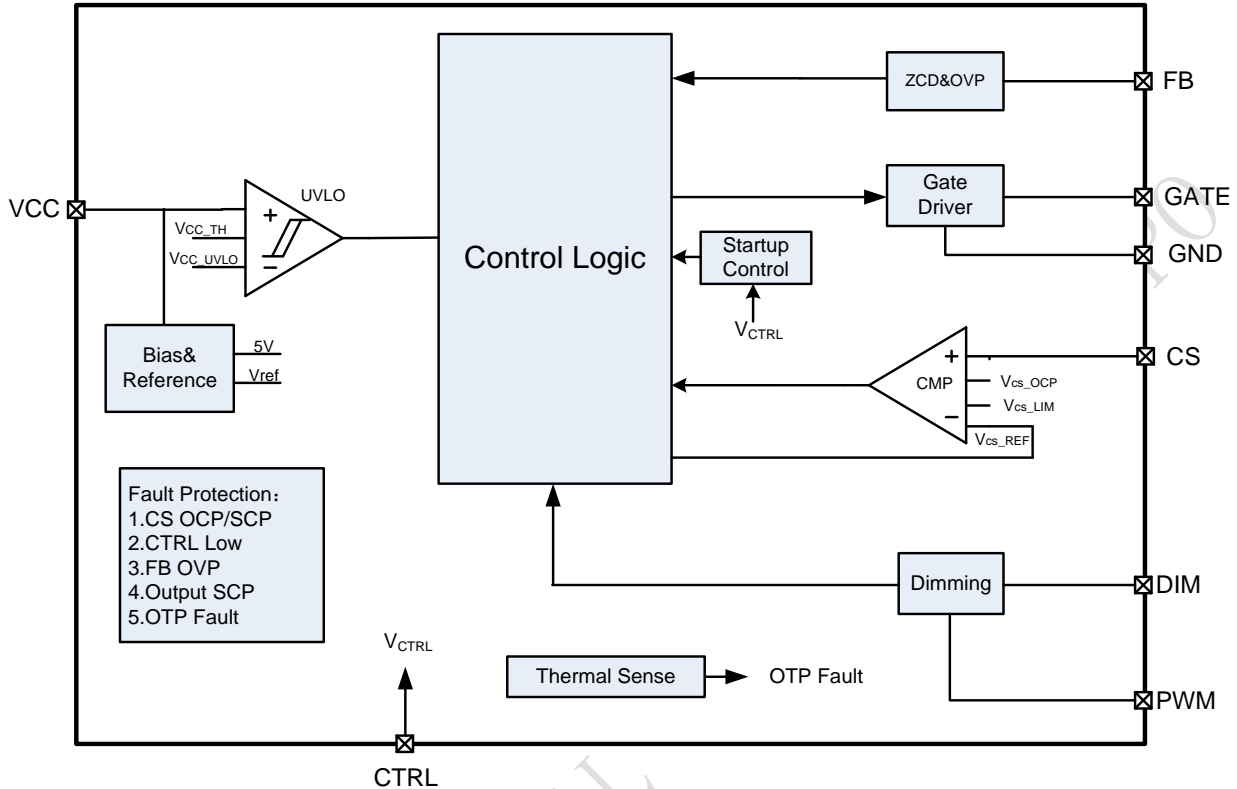 ZCD&OVP
FB
UVLO
VCC
VCC_TH
VCC_UVLO
Control Logic
Gate
Driver
GATE
GND
Startup
Control
VCTRL
Bias&
Reference
5V
Vref
CMP
CS
Vcs_OCP
Vcs_LIM
Vcs_REF
Fault Protection：
1.CS OCP/SCP
2.CTRL Low
3.FB OVP
4.Output SCP
5.OTP Fault
Dimming
DIM
VCTRL
Thermal Sense
OTP Fault
PWM
CTRL